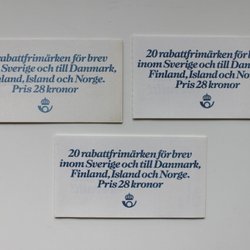 rabattfrimärken för brev
Sverige och till Danmark,
Island och Norge.
Pris 28 kronor
20 rabattfrimärken för brev
inom Sverige och till Danmark,
Finland, Island och Norge.
Pris 28 kronor
20 rabattfrimärken för brev
inom Sverige och till Danmark,
Finland, Island och Norge.
Pris 28 kronor